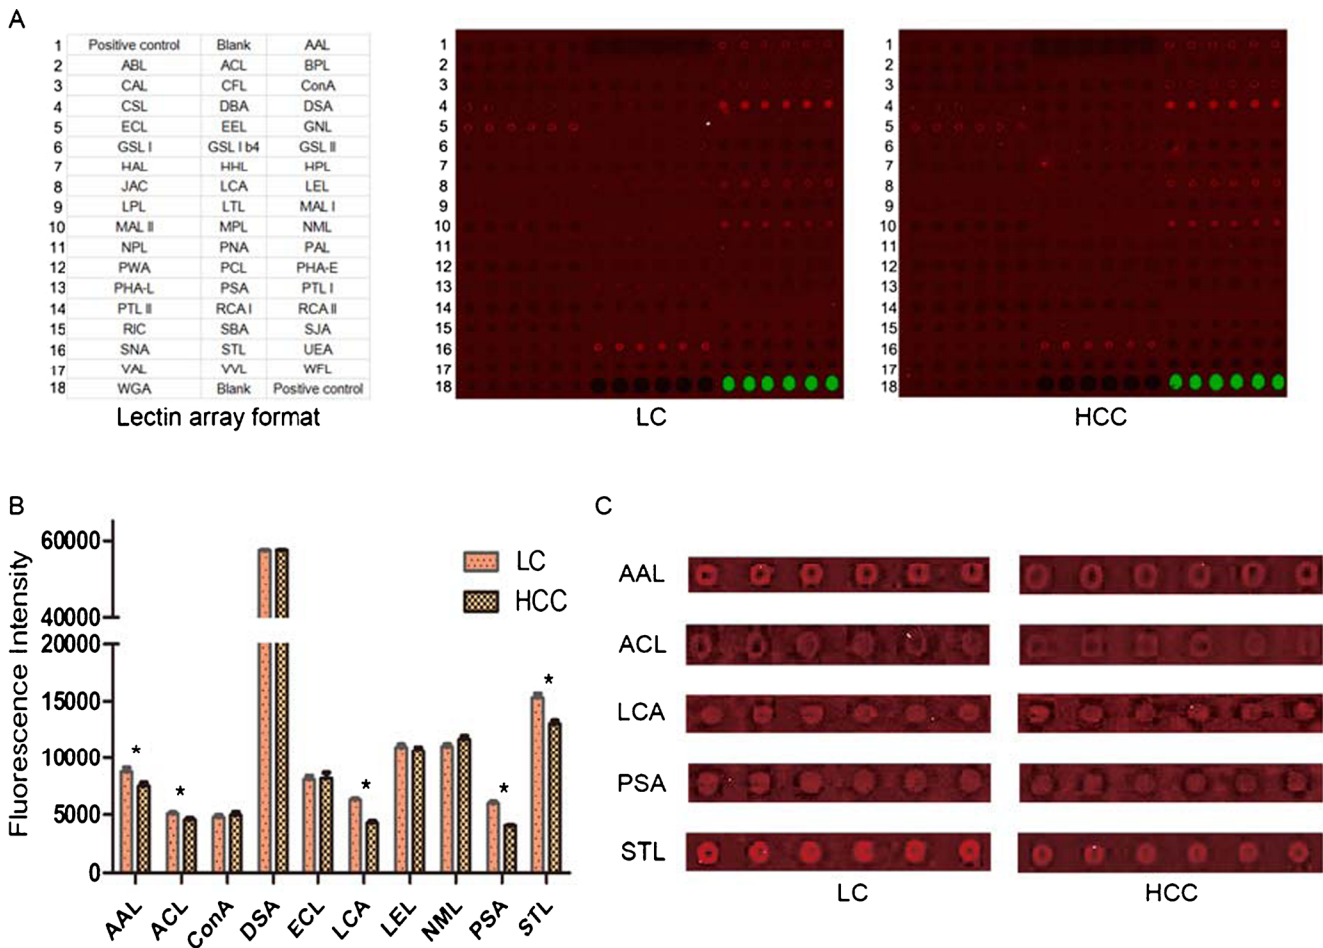 A
1 Positive control Blank AAL
2 ABL ACL BPL
3 CAL CFL ConA
4 CSL DBA DSA
5 ECL EEL GNL
6 GSL I GSL I b4 GSL II
7 HAL HHL HPL
8 JAC LCA LEL
9 LPL LTL MAL I
10 MAL II MPL NML
11 NPL PNA PAL
12 PWA PCL PHA-E
13 PHA-L PSA PTL I
14 PTL II RCA I RCA II
15 RIC SBA SJA
16 SNA STL UEA
17 VAL VVL WFL
18 WGA Blank Positive control
Lectin array format
1
2
3
4
5
6
7
8
9
10
11
12
13
14
15
16
17
18
LC
1
2
3
4
5
6
7
8
9
10
11
12
13
14
15
16
17
18
HCC
B
Fluorescence Intensity
60000
40000
20000
15000
10000
5000
0
LC
HCC
*
*
*
*
*
AAL ACL ConA DSA ECL LCA LEL NML PSA STL
C
AAL
ACL
LCA
PSA
STL
LC HCC